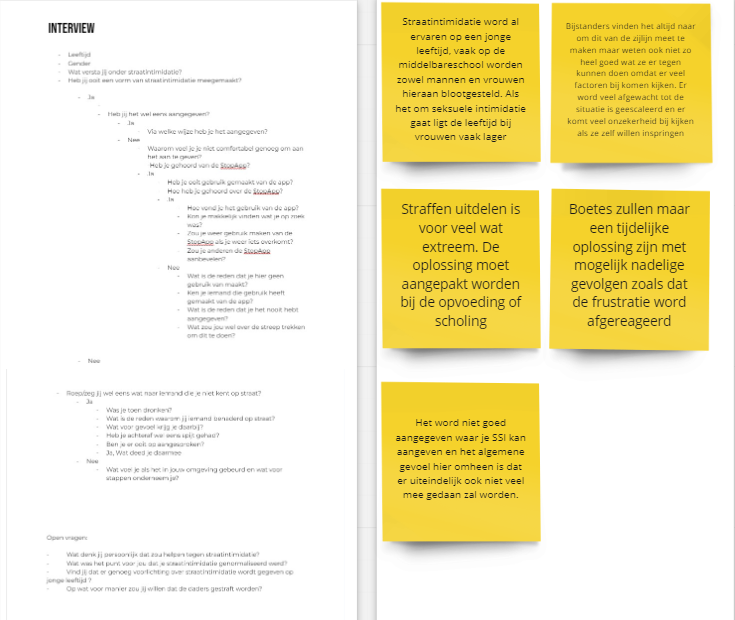 INTERVIEW
- Leeftijd
- Gender
- Wat versta jij onder straatintimidatie?
- Heb jij ooit een vorm van straatintimidatie meegemaakt?
- Ja
-
- Heb jij het wel eens aangegeven?
- Ja
- Via welke wijze heb je het aangegeven?
- Nee
- Waarom voel je je niet comfortabel genoeg om aan
het aan te geven?
Heb je gehoord van de StopApp?
- Ja
Heb je ooit gebruik gemaakt van de app?
Hoe heb je gehoord over de StopApp?
- Ja
- Hoe vond je het gebruik van de app?
- Kon je makkelijk vinden wat je op zoek
was?
- Zou je weer gebruik maken van de
StopApp als je weer iets overkomt?
Zou je anderen de StopApp
aanbevelen?
- Nee
- Wat is de reden dat je hier geen
gebruik van maakt?
- Ken je iemand die gebruik heeft
gemaakt van de app?
- Wat is de reden dat je het nooit hebt
aangegeven?
- Wat zou jou wel over de streep trekken
om dit te doen?
- Nee
- Roep/zeg jij wel eens wat naar iemand die je niet kent op straat?
- Ja
- Was je toen dronken?
- Wat is de reden waarom jij iemand benaderd op straat?
- Wat voor gevoel krijg je daarbij?
- Heb je achteraf wel eens spijt gehad?
- Ben je er ooit op aangesproken?
- Ja, Wat deed je daarmee
- Nee
- Wat voel je als het in jouw omgeving gebeurd en wat voor
stappen onderneem je?
Open vragen:
- Wat denk jij persoonlijk dat zou helpen tegen straatintimidatie?
- Wat was het punt voor jou dat je straatintimidatie genormaliseerd werd?
- Vind jij dat er genoeg voorlichting over straatintimidatie wordt gegeven op
jonge leeftijd ?
- Op wat voor manier zou jij willen dat de daders gestraft worden?
Straatintimidatie word al
ervaren op een jonge
leeftijd, vaak op de
middelbareschool worden
zowel mannen en vrouwen
hieraan blootgesteld. Als
het om seksuele intimidatie
gaat ligt de leeftijd bij
vrouwen vaak lager
Bijstanders vinden het altijd naar
om dit van de zijlijn meet te
maken maar weten ook niet zo
heel goed wat ze er tegen
kunnen doen omdat er veel
factoren bij komen kijken. Er
word veel afgewacht tot de
situatie is geescaleerd en er
komt veel onzekerheid bij kijken
als ze zelf willen inspringen
Straffen uitdelen is
voor veel wat
extreem. De
oplossing moet
aangepakt worden
bij de opvoeding of
scholing
Boetes zullen maar
een tijdelijke
oplossing zijn met
mogelijk nadelige
gevolgen zoals dat
de frustratie word
afgereageerd
Het word niet goed
aangegeven waar je SSI kan
aangeven en het algemene
gevoel hier omheen is dat
er uiteindelijk ook niet veel
mee gedaan zal worden.